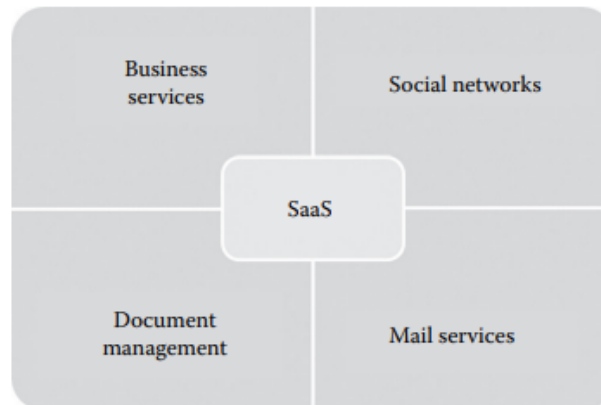 Business
services
Social networks
SaaS
Document
management
Mail services